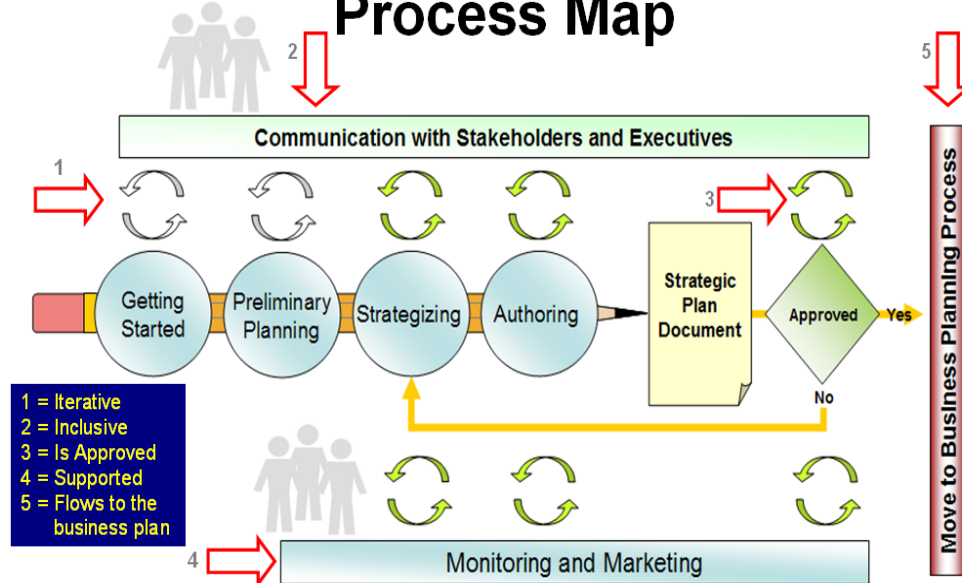 Process Map
2
5
Communication with Stakeholders and Executives
1
3
Getting
Started
Preliminary
Planning
Strategizing
Authoring
Strategic
Plan
Document
Approved
Yes
No
Move to Business Planning Process
1 = Iterative
2 = Inclusive
3 = Is Approved
4 = Supported
5 = Flows to the
business plan
4
Monitoring and Marketing